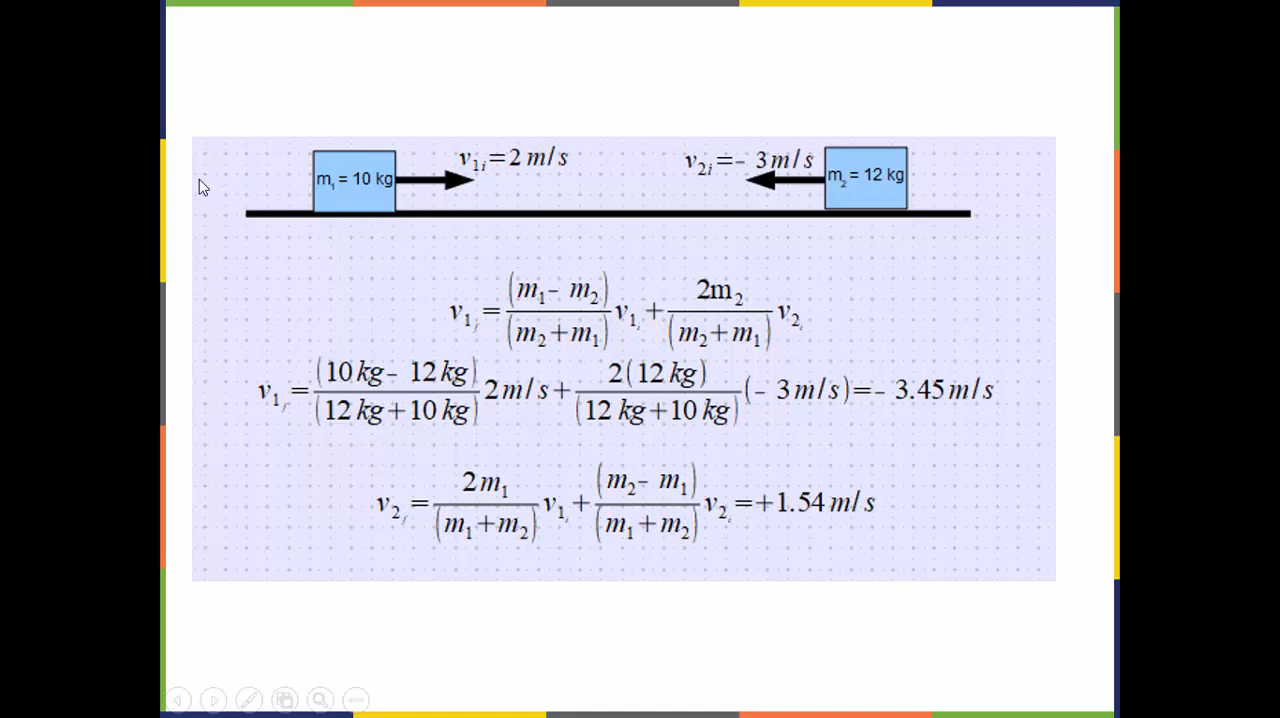 v₁ᵢ=2 m/s v₂ᵢ=- 3 m/s
m₁ = 10 kg m₂ = 12 kg
v₁f = (m₁- m₂)/(m₂+m₁) v₁ᵢ + 2m₂/(m₂+m₁) v₂ᵢ
v₁f = (10 kg- 12 kg)/(12 kg+10 kg) 2 m/s + 2(12 kg)/(12 kg+10 kg) (- 3 m/s)=- 3.45 m/s
v₂f = 2m₁/(m₁+m₂) v₁ᵢ + (m₂- m₁)/(m₁+m₂) v₂ᵢ =+1.54 m/s